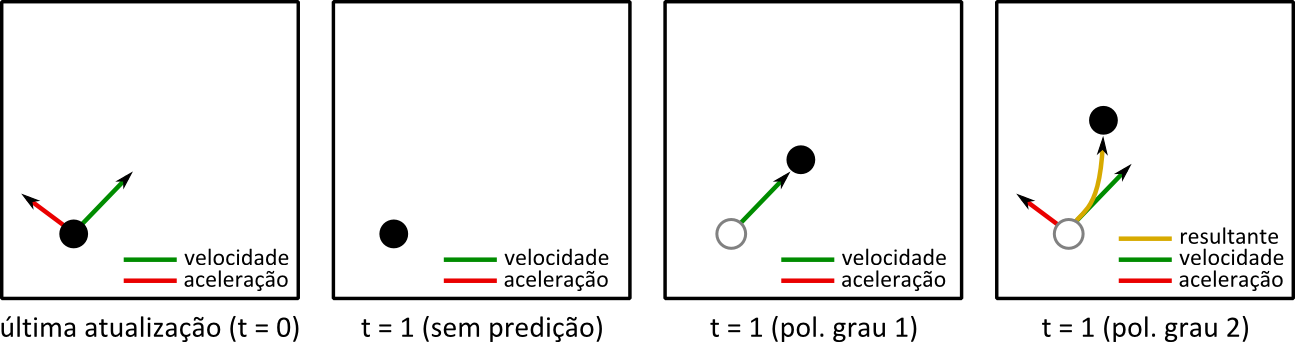 velocidade
aceleração
última atualização (t = 0)
velocidade
aceleração
t = 1 (sem predição)
velocidade
aceleração
t = 1 (pol. grau 1)
resultante
velocidade
aceleração
t = 1 (pol. grau 2)